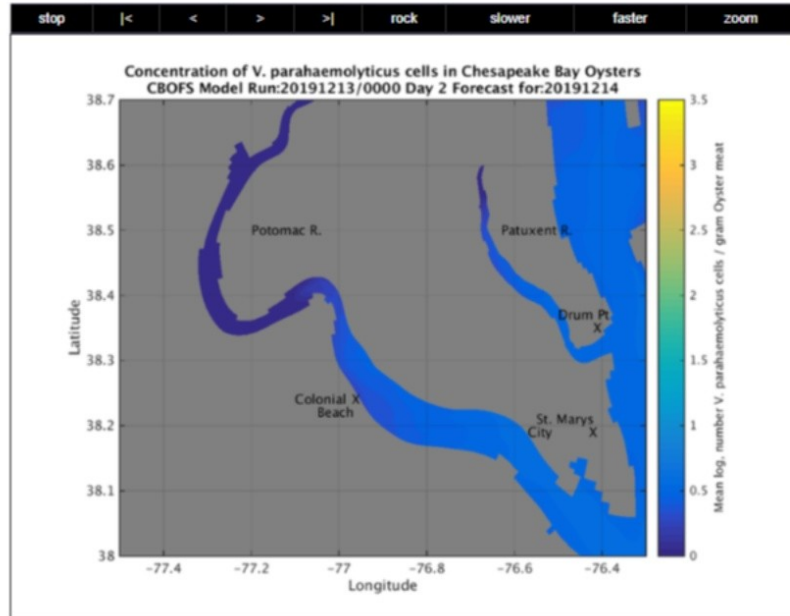 stop |< < > >| rock slower faster zoom
Concentration of V. parahaemolyticus cells in Chesapeake Bay Oysters
CBOFS Model Run:20191213/0000 Day 2 Forecast for:20191214
38.7
38.6
38.5
38.4
38.3
38.2
38.1
38
Latitude
Potomac R.
Patuxent R.
Drum Pt.
X
Colonial X
Beach
St. Marys
City X
-77.4 -77.2 -77 -76.8 -76.6 -76.4
Longitude
3.5
3
2.5
2
1.5
1
0.5
0
Mean log. number V. parahaemolyticus cells / gram Oyster meat